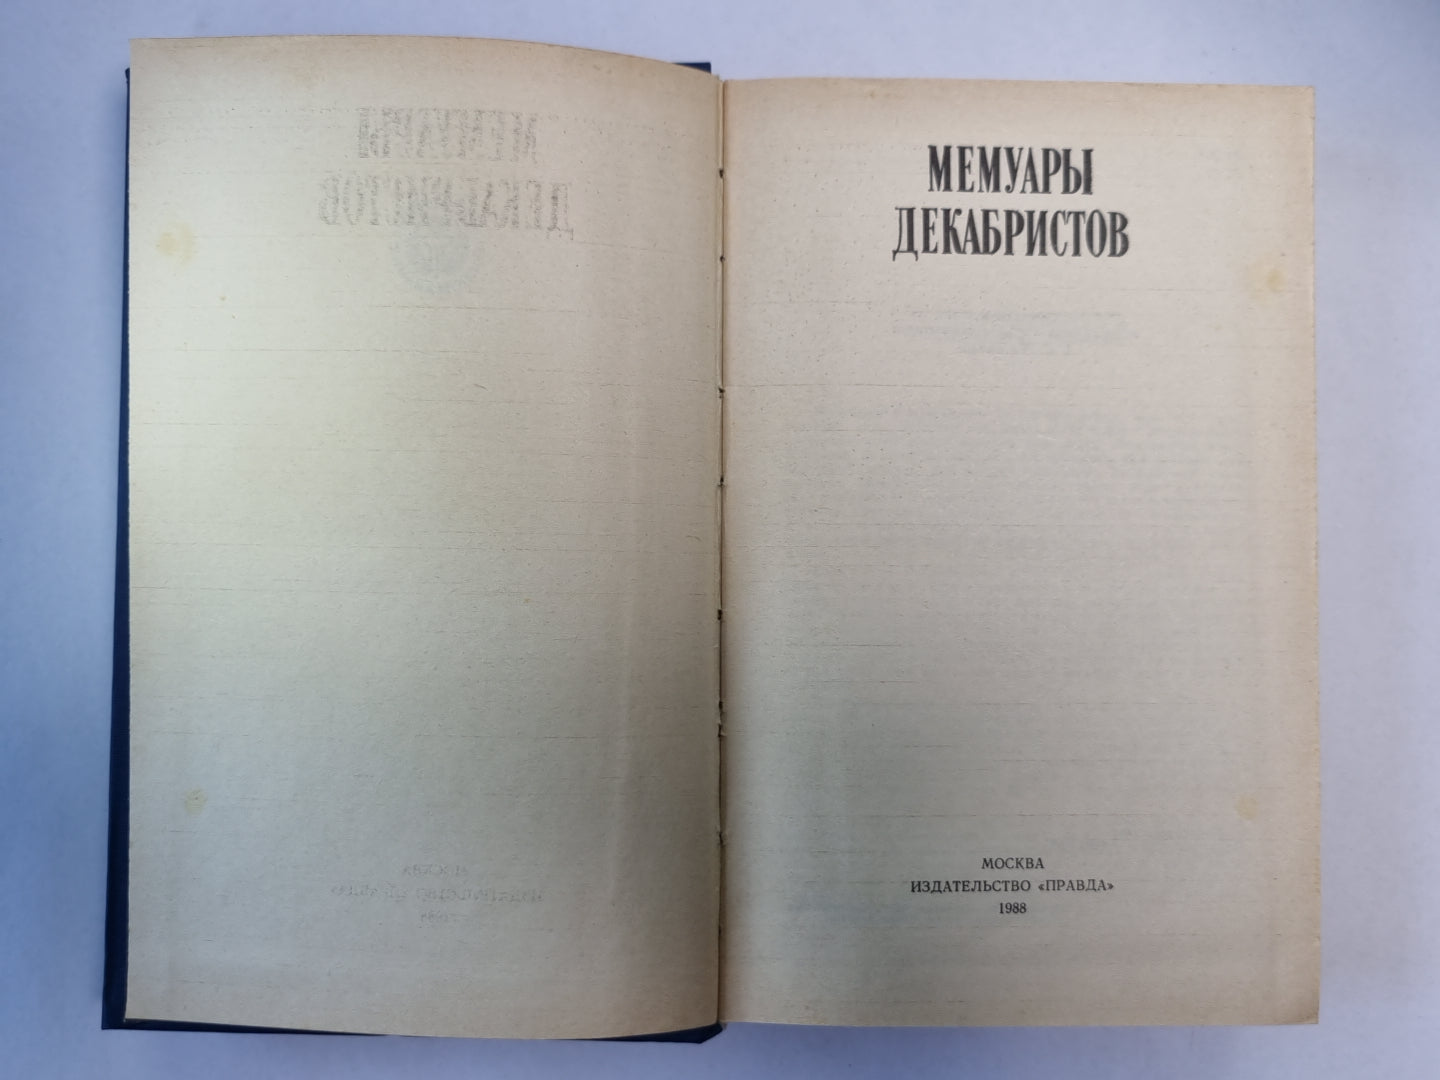 МЕМУАРЫ
ДЕКАБРИСТОВ
МОСКВА
ИЗДАТЕЛЬСТВО «ПРАВДА»
1988